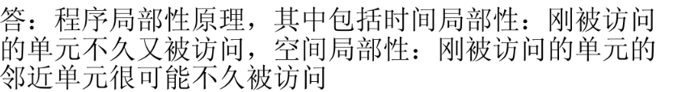 答：程序局部性原理，其中包括时间局部性：刚被访问
的单元不久又被访问，空间局部性：刚被访问的单元的
邻近单元很可能不久被访问